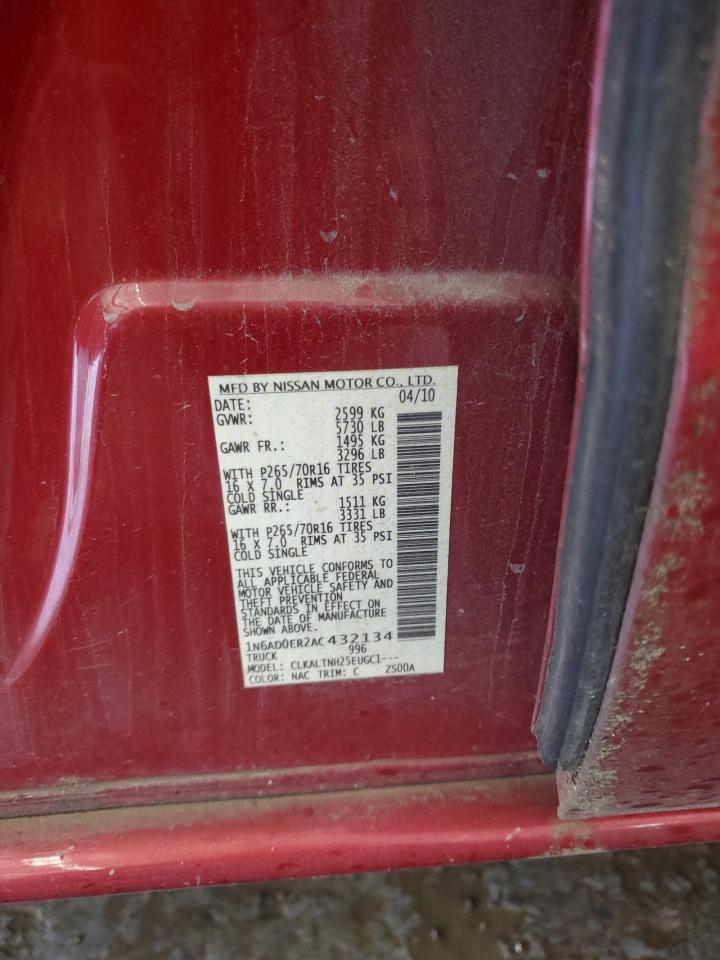 MFD BY NISSAN MOTOR CO., LTD.
DATE: 04/10
GVWR: 2599 KG
5730 LB
GAWR FR.: 1495 KG
3296 LB
WITH P265/70R16 TIRES
16 X 7.0 RIMS AT 35 PSI
COLD SINGLE
GAWR RR.: 1511 KG
3331 LB
WITH P265/70R16 TIRES
16 X 7.0 RIMS AT 35 PSI
COLD SINGLE
THIS VEHICLE CONFORMS TO
ALL APPLICABLE FEDERAL
MOTOR VEHICLE SAFETY AND
THEFT PREVENTION
STANDARDS IN EFFECT ON
THE DATE OF MANUFACTURE
SHOWN ABOVE.
1N6AD0ER2AC432134
TRUCK 996
MODEL: CLKALTNH25EUGC1---
COLOR: NAC TRIM: C ZS00A